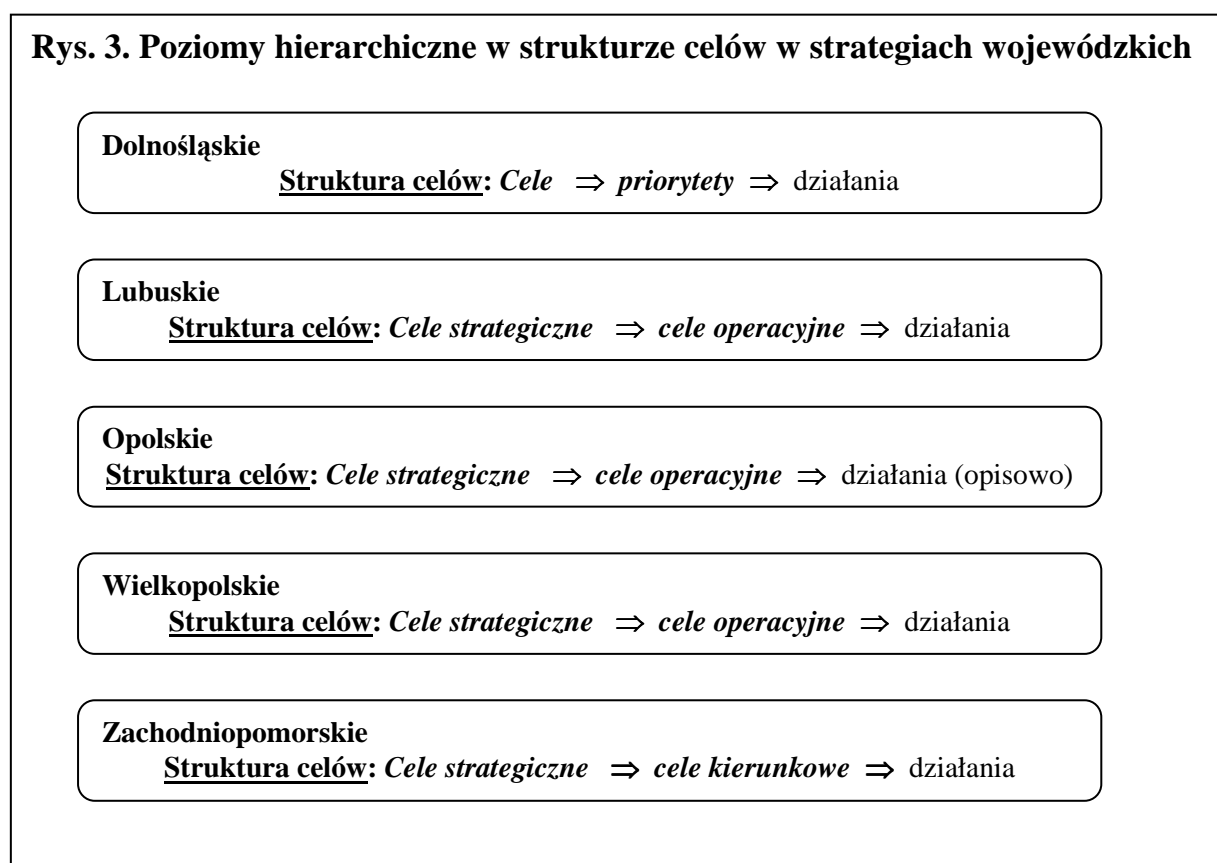 Rys. 3. Poziomy hierarchiczne w strukturze celów w strategiach wojewódzkich
Dolnośląskie
Struktura celów: Cele ⇒ priorytety ⇒ działania
Lubuskie
Struktura celów: Cele strategiczne ⇒ cele operacyjne ⇒ działania
Opolskie
Struktura celów: Cele strategiczne ⇒ cele operacyjne ⇒ działania (opisowo)
Wielkopolskie
Struktura celów: Cele strategiczne ⇒ cele operacyjne ⇒ działania
Zachodniopomorskie
Struktura celów: Cele strategiczne ⇒ cele kierunkowe ⇒ działania